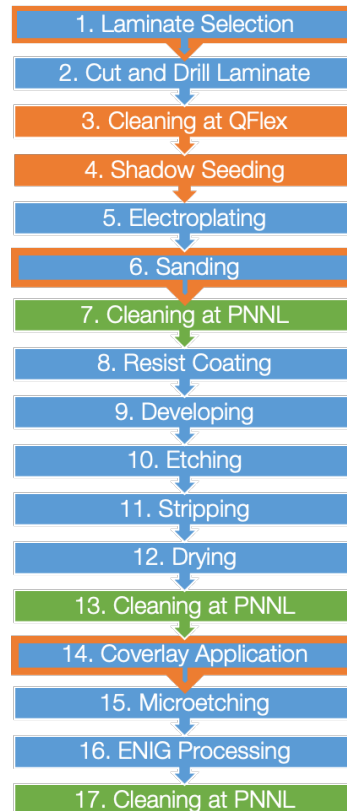 1. Laminate Selection
2. Cut and Drill Laminate
3. Cleaning at QFlex
4. Shadow Seeding
5. Electroplating
6. Sanding
7. Cleaning at PNNL
8. Resist Coating
9. Developing
10. Etching
11. Stripping
12. Drying
13. Cleaning at PNNL
14. Coverlay Application
15. Microetching
16. ENIG Processing
17. Cleaning at PNNL